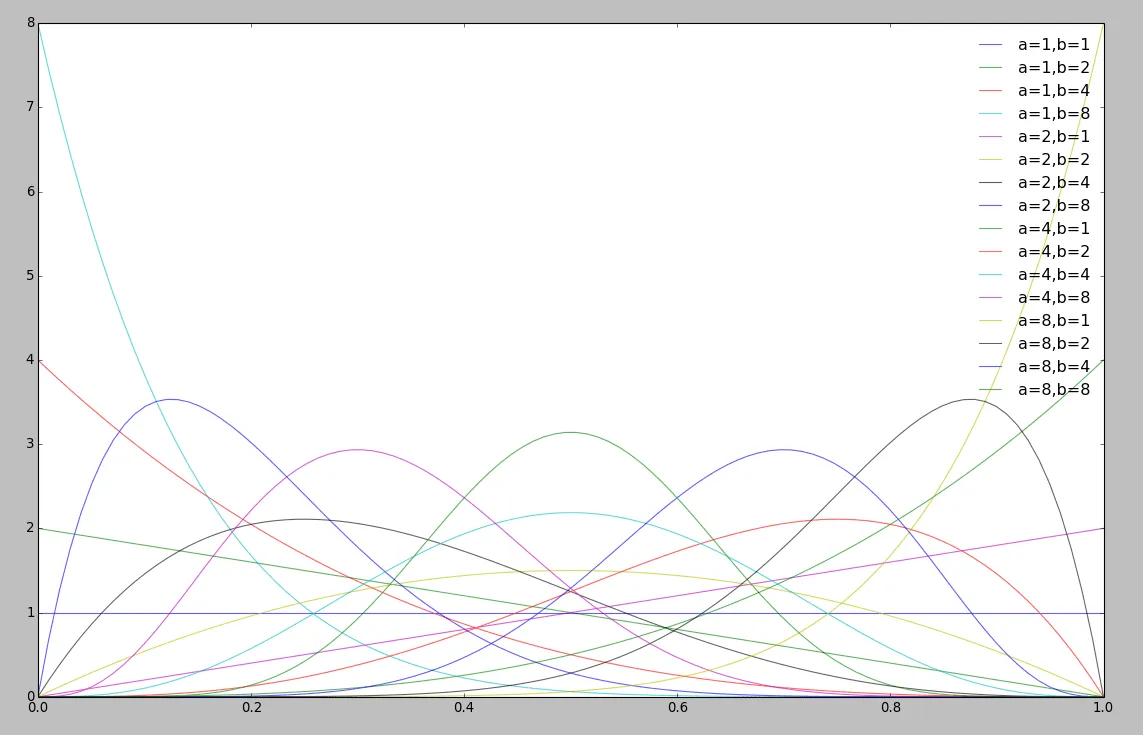 8
7
6
5
4
3
2
1
0
0.0 0.2 0.4 0.6 0.8 1.0
a=1,b=1
a=1,b=2
a=1,b=4
a=1,b=8
a=2,b=1
a=2,b=2
a=2,b=4
a=2,b=8
a=4,b=1
a=4,b=2
a=4,b=4
a=4,b=8
a=8,b=1
a=8,b=2
a=8,b=4
a=8,b=8